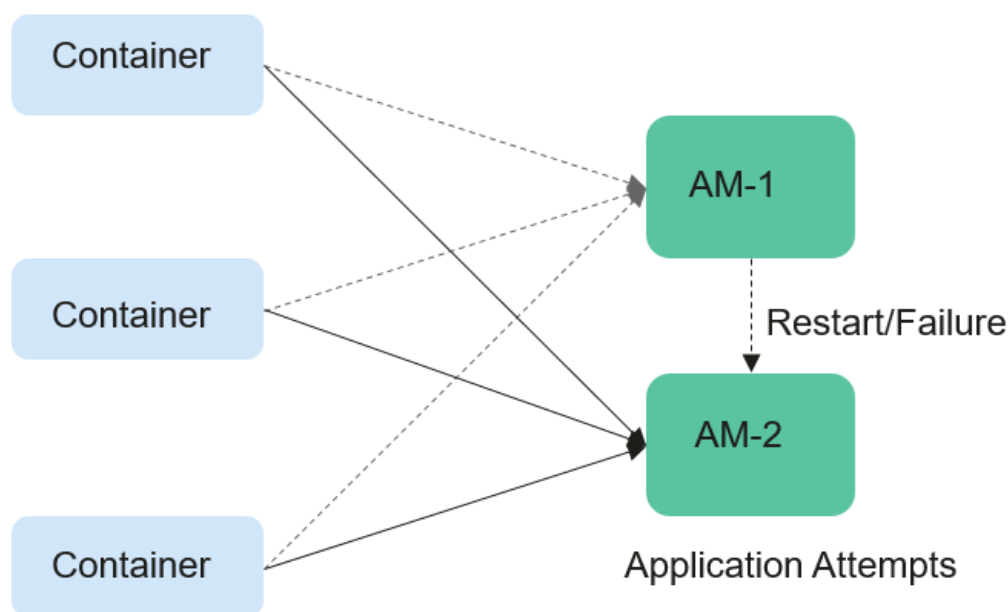 Container
AM-1
Container
Restart/Failure
AM-2
Container
Application Attempts